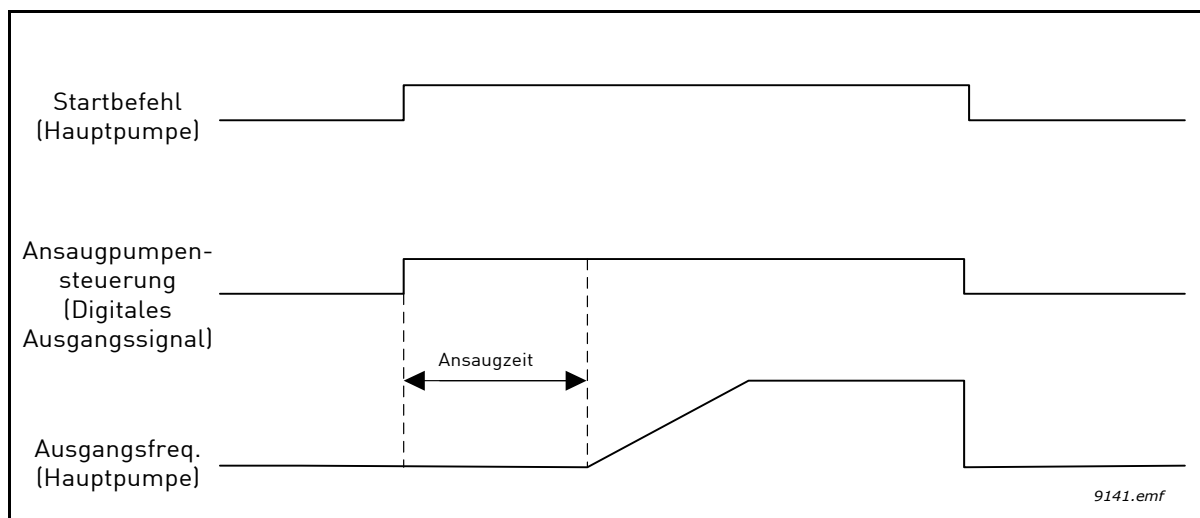 Startbefehl
(Hauptpumpe)
Ansaugpumpen-
steuerung
(Digitales
Ausgangssignal)
Ansaugzeit
Ausgangsfreq.
(Hauptpumpe)
9141.emf